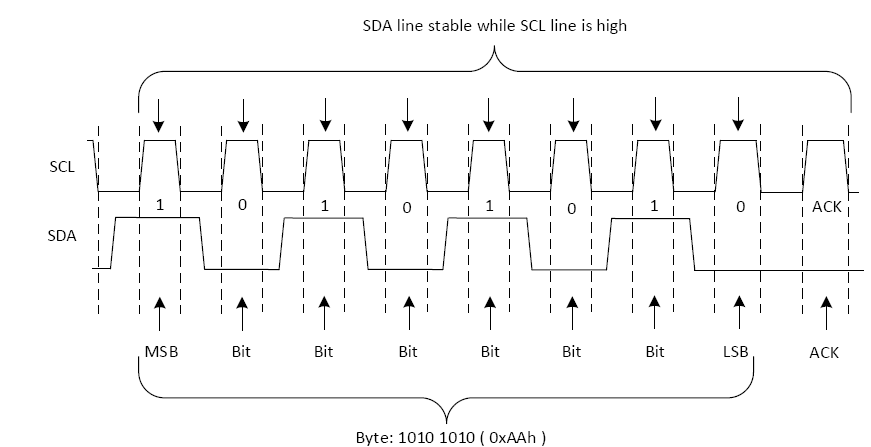 SDA line stable while SCL line is high
SCL
1 0 1 0 1 0 1 0 ACK
SDA
MSB Bit Bit Bit Bit Bit Bit LSB ACK
Byte: 1010 1010 ( 0xAAh )